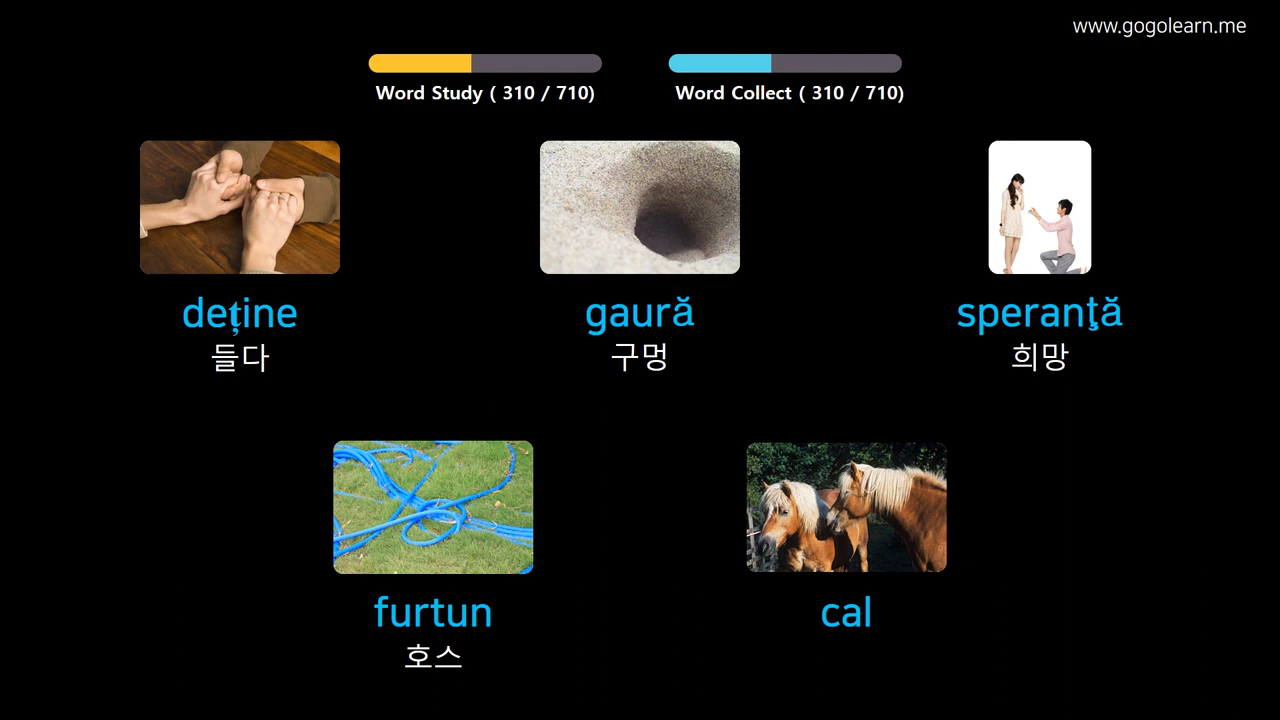 www.gogolearn.me
Word Study ( 310 / 710)
Word Collect ( 310 / 710)
deține
들다
gaură
구멍
speranţă
희망
furtun
호스
cal